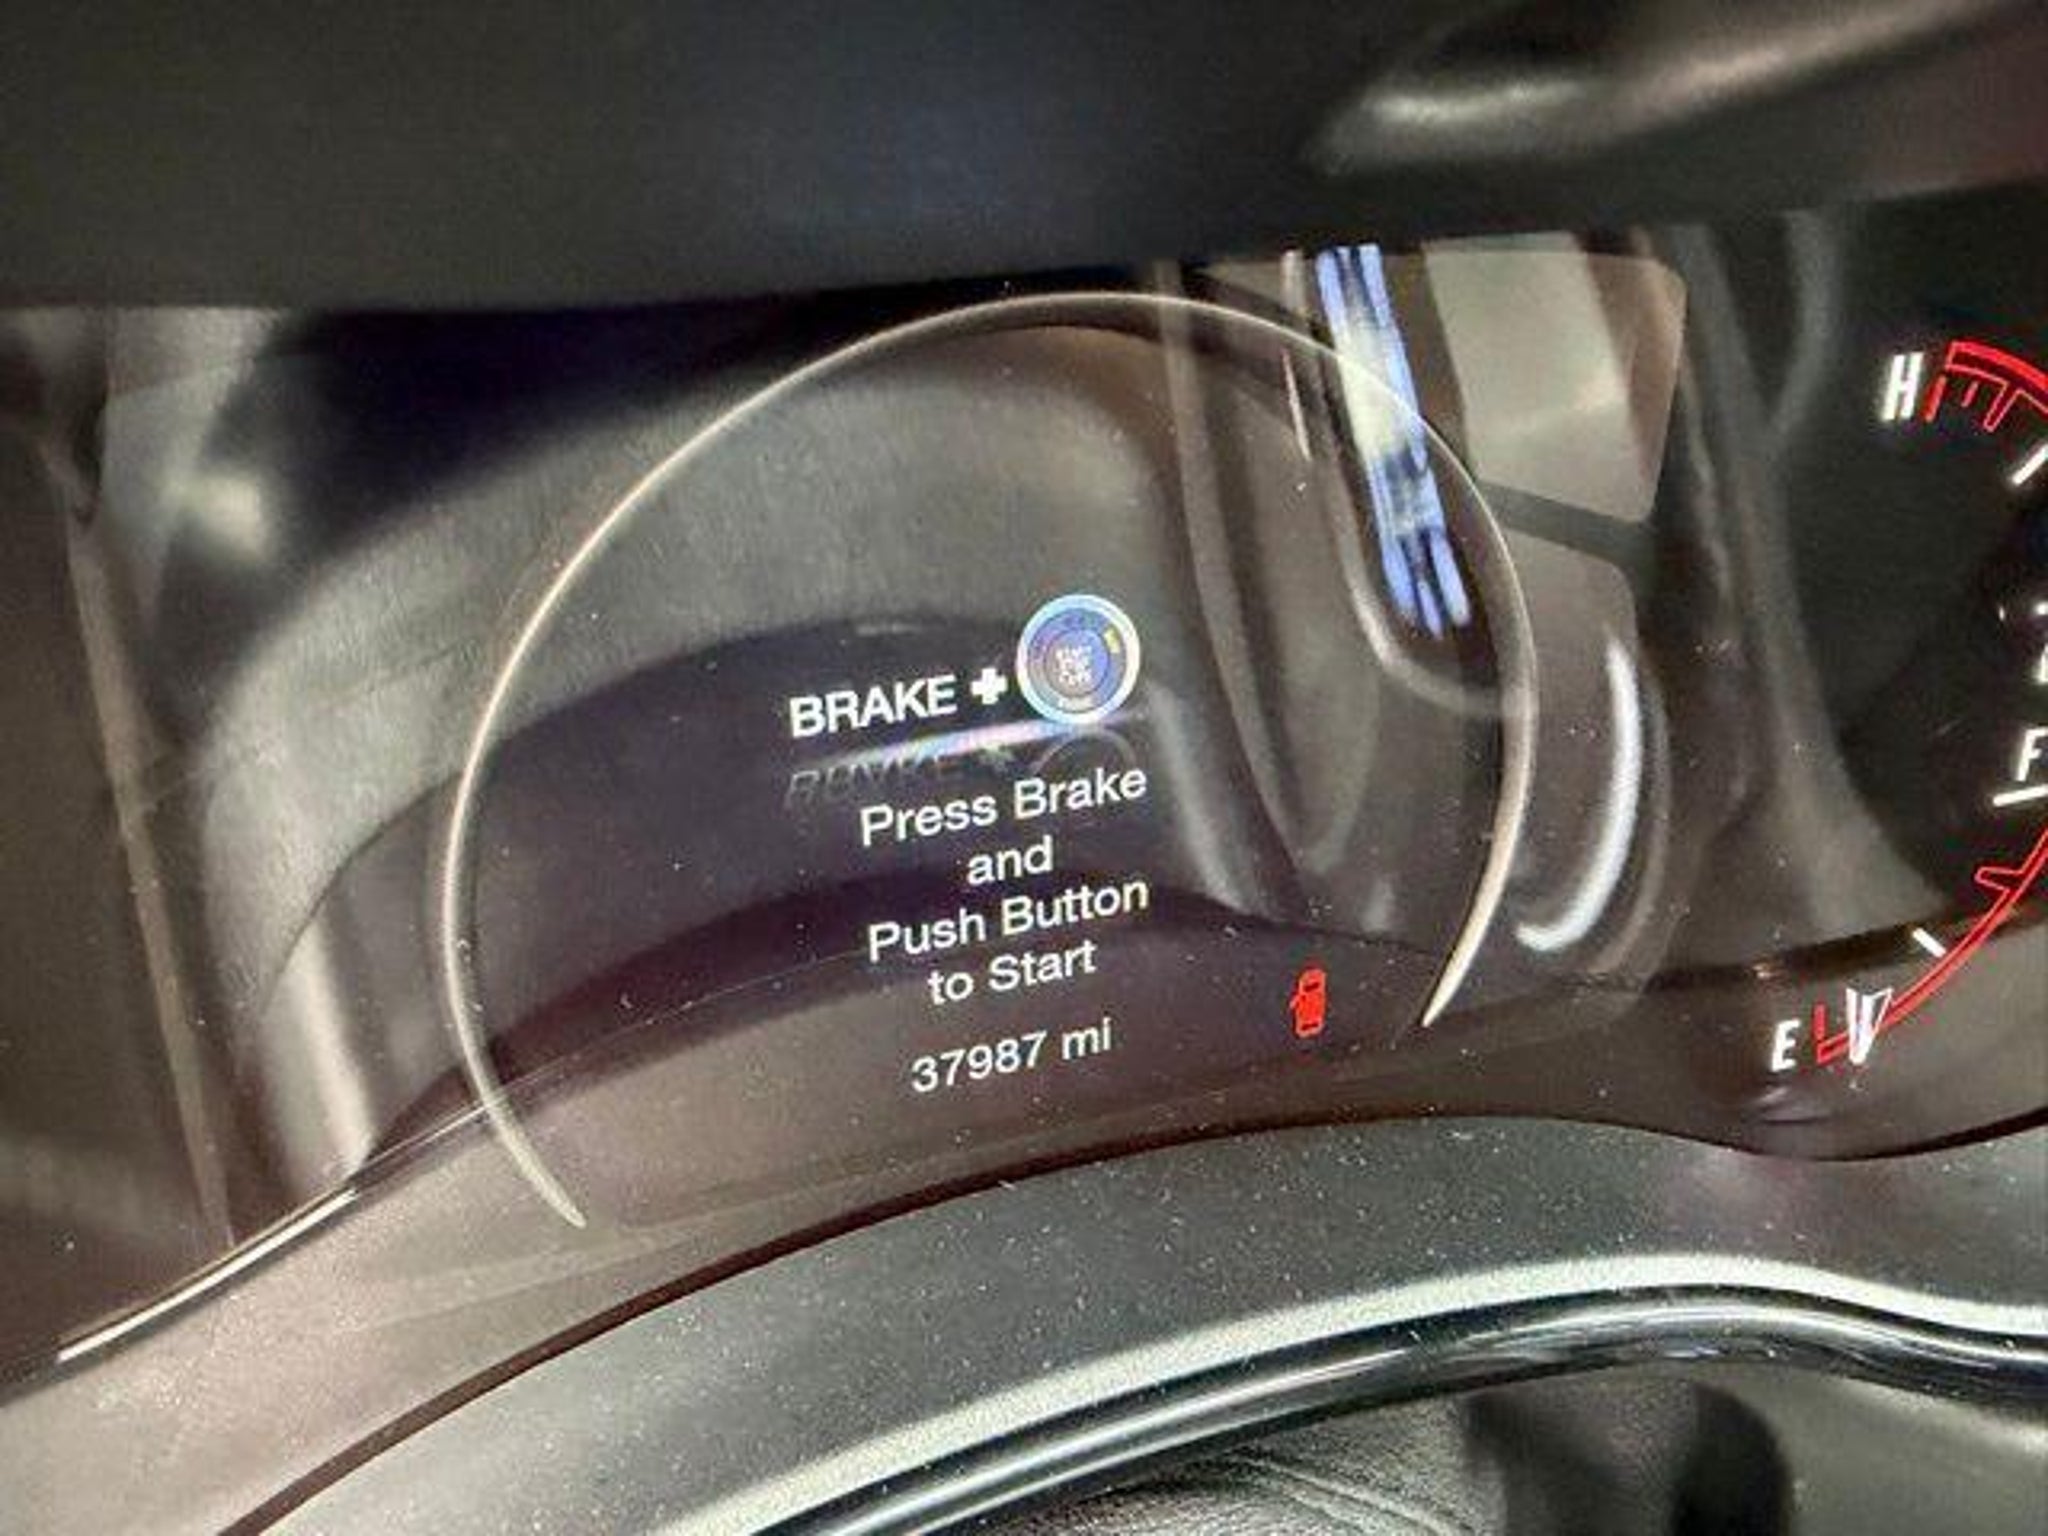 BRAKE +
Press Brake
and
Push Button
to Start
37987 mi
H
F
E